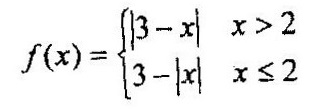 f(x) = { |3 − x|  x > 2
3 − |x|  x ≤ 2